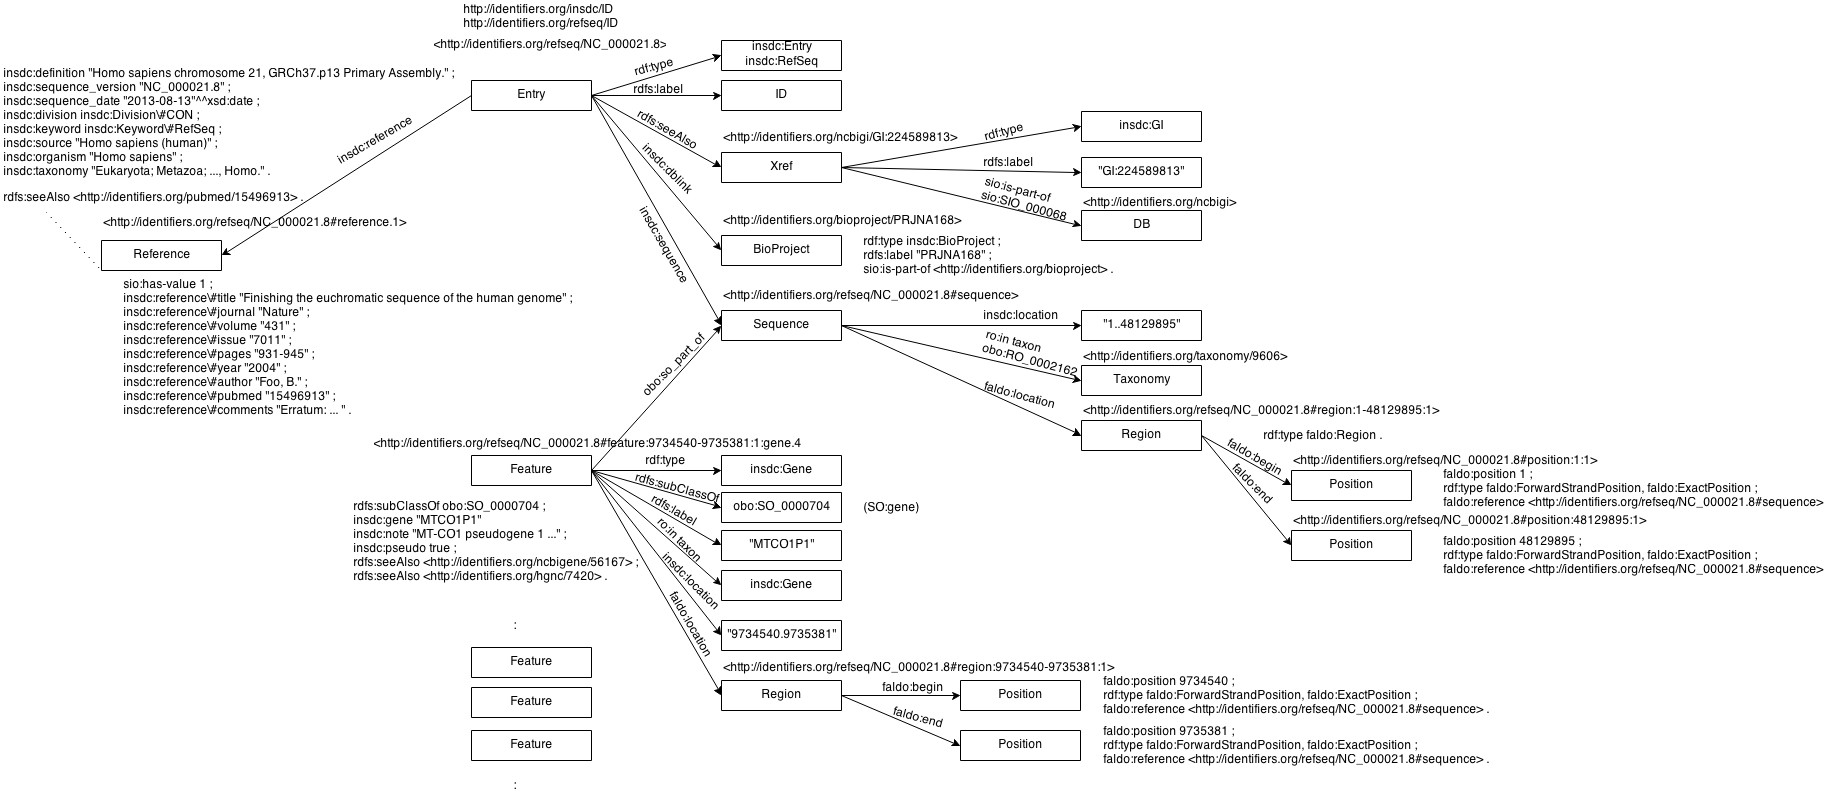 http://identifiers.org/insdc/ID
http://identifiers.org/refseq/ID
<http://identifiers.org/refseq/NC_000021.8>
insdc:definition "Homo sapiens chromosome 21, GRCh37.p13 Primary Assembly." ;
insdc:sequence_version "NC_000021.8" ;
insdc:sequence_date "2013-08-13"^^xsd:date ;
insdc:division insdc:Division\#CON ;
insdc:keyword insdc:Keyword\#RefSeq ;
insdc:source "Homo sapiens (human)" ;
insdc:organism "Homo sapiens" ;
insdc:taxonomy "Eukaryota; Metazoa; ..., Homo." .
rdfs:seeAlso <http://identifiers.org/pubmed/15496913> .
Entry
rdf:type
insdc:Entry
insdc:RefSeq
rdfs:label
ID
rdfs:seeAlso
<http://identifiers.org/ncbigi/GI:224589813>
Xref
rdf:type
insdc:GI
rdfs:label
"GI:224589813"
sio:is-part-of
sio:SIO_000068
<http://identifiers.org/ncbigi>
DB
insdc:dblink
<http://identifiers.org/bioproject/PRJNA168>
BioProject
rdf:type insdc:BioProject ;
rdfs:label "PRJNA168" ;
sio:is-part-of <http://identifiers.org/bioproject> .
insdc:reference
<http://identifiers.org/refseq/NC_000021.8#reference.1>
Reference
sio:has-value 1 ;
insdc:reference\#title "Finishing the euchromatic sequence of the human genome" ;
insdc:reference\#journal "Nature" ;
insdc:reference\#volume "431" ;
insdc:reference\#issue "7011" ;
insdc:reference\#pages "931-945" ;
insdc:reference\#year "2004" ;
insdc:reference\#author "Foo, B." ;
insdc:reference\#pubmed "15496913" ;
insdc:reference\#comments "Erratum: ... " .
insdc:sequence
<http://identifiers.org/refseq/NC_000021.8#sequence>
Sequence
insdc:location
"1..48129895"
ro:in taxon
obo:RO_0002162
<http://identifiers.org/taxonomy/9606>
Taxonomy
faldo:location
<http://identifiers.org/refseq/NC_000021.8#region:1-48129895:1>
Region
rdf:type faldo:Region .
faldo:begin
<http://identifiers.org/refseq/NC_000021.8#position:1:1>
Position
faldo:position 1 ;
rdf:type faldo:ForwardStrandPosition, faldo:ExactPosition ;
faldo:reference <http://identifiers.org/refseq/NC_000021.8#sequence>
faldo:end
<http://identifiers.org/refseq/NC_000021.8#position:48129895:1>
Position
faldo:position 48129895 ;
rdf:type faldo:ForwardStrandPosition, faldo:ExactPosition ;
faldo:reference <http://identifiers.org/refseq/NC_000021.8#sequence>
obo:so_part_of
<http://identifiers.org/refseq/NC_000021.8#feature:9734540-9735381:1:gene.4
Feature
rdf:type
insdc:Gene
rdfs:subClassOf
obo:SO_0000704
(SO:gene)
rdfs:label
"MTCO1P1"
ro:in taxon
insdc:Gene
insdc:location
"9734540.9735381"
faldo:location
rdfs:subClassOf obo:SO_0000704 ;
insdc:gene "MTCO1P1"
insdc:note "MT-CO1 pseudogene 1 ..." ;
insdc:pseudo true ;
rdfs:seeAlso <http://identifiers.org/ncbigene/56167> ;
rdfs:seeAlso <http://identifiers.org/hgnc/7420> .
:
Feature
Feature
Feature
:
<http://identifiers.org/refseq/NC_000021.8#region:9734540-9735381:1>
Region
faldo:begin
Position
faldo:position 9734540 ;
rdf:type faldo:ForwardStrandPosition, faldo:ExactPosition ;
faldo:reference <http://identifiers.org/refseq/NC_000021.8#sequence> .
faldo:end
Position
faldo:position 9735381 ;
rdf:type faldo:ForwardStrandPosition, faldo:ExactPosition ;
faldo:reference <http://identifiers.org/refseq/NC_000021.8#sequence> .